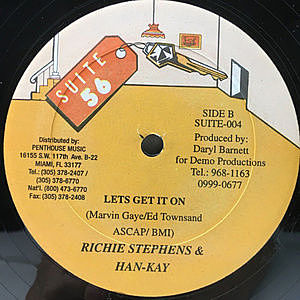 SUITE
56
SIDE B
SUITE-004
Distributed by:
PENTHOUSE MUSIC
16155 S.W. 117th Ave. B-22
MIAMI, FL 33177
Tel.: (305) 378-2407 /
(305) 378-6770
Nat'l. (800) 473-6770
Fax: (305) 378-2408
Produced by:
Daryl Barnett
for Demo Productions
Tel.: 968-1163
0999-0677
LETS GET IT ON
(Marvin Gaye/Ed Townsand
ASCAP/ BMI)
RICHIE STEPHENS &
HAN-KAY